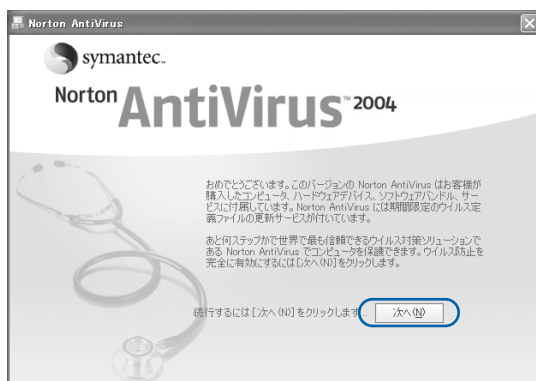 Norton AntiVirus
symantec.
Norton AntiVirus™ 2004
おめでとうございます。このバージョンの Norton AntiVirus はお客様が
購入したコンピュータ、ハードウェアデバイス、ソフトウェアバンドル、サー
ビスに付属しています。Norton AntiVirus には期間限定のウイルス定
義ファイルの更新サービスが付いています。
あと何ステップかで世界で最も信頼できるウイルス対策ソリューションで
ある Norton AntiVirus でコンピュータを保護できます。ウイルス防止を
完全に有効にするには［次へ(N)］をクリックします。
続行するには［次へ(N)］をクリックします...
次へ(N)